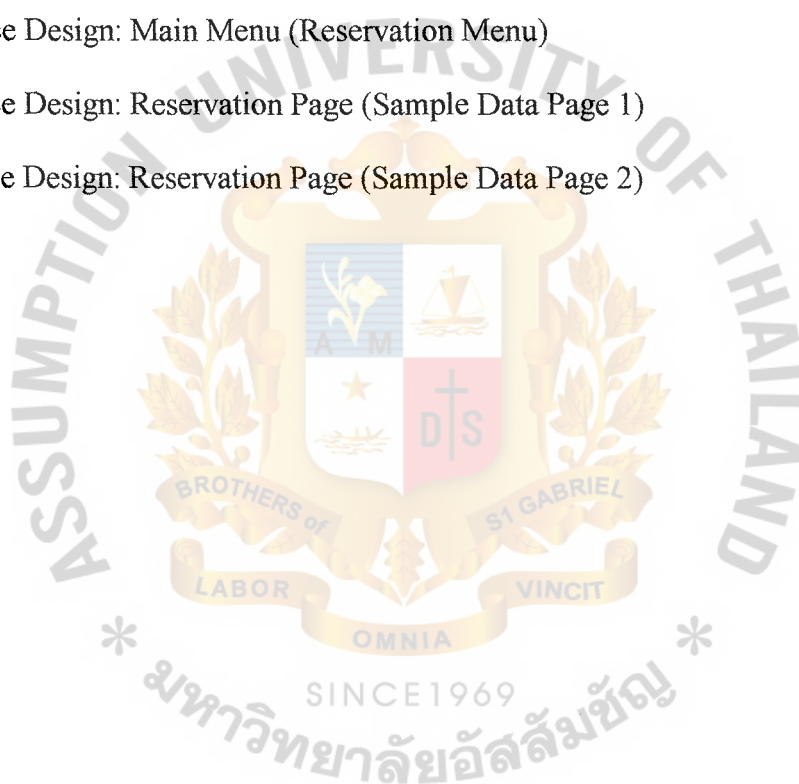 e Design: Main Menu (Reservation Menu)
e Design: Reservation Page (Sample Data Page 1)
e Design: Reservation Page (Sample Data Page 2)
ASSUMPTION UNIVERSITY OF THAILAND
A M
D S
BROTHERS of S1 GABRIEL
LABOR VINCIT
OMNIA
* SINCE1969 *
มหาวิทยาลัยอัสสัมชัญ